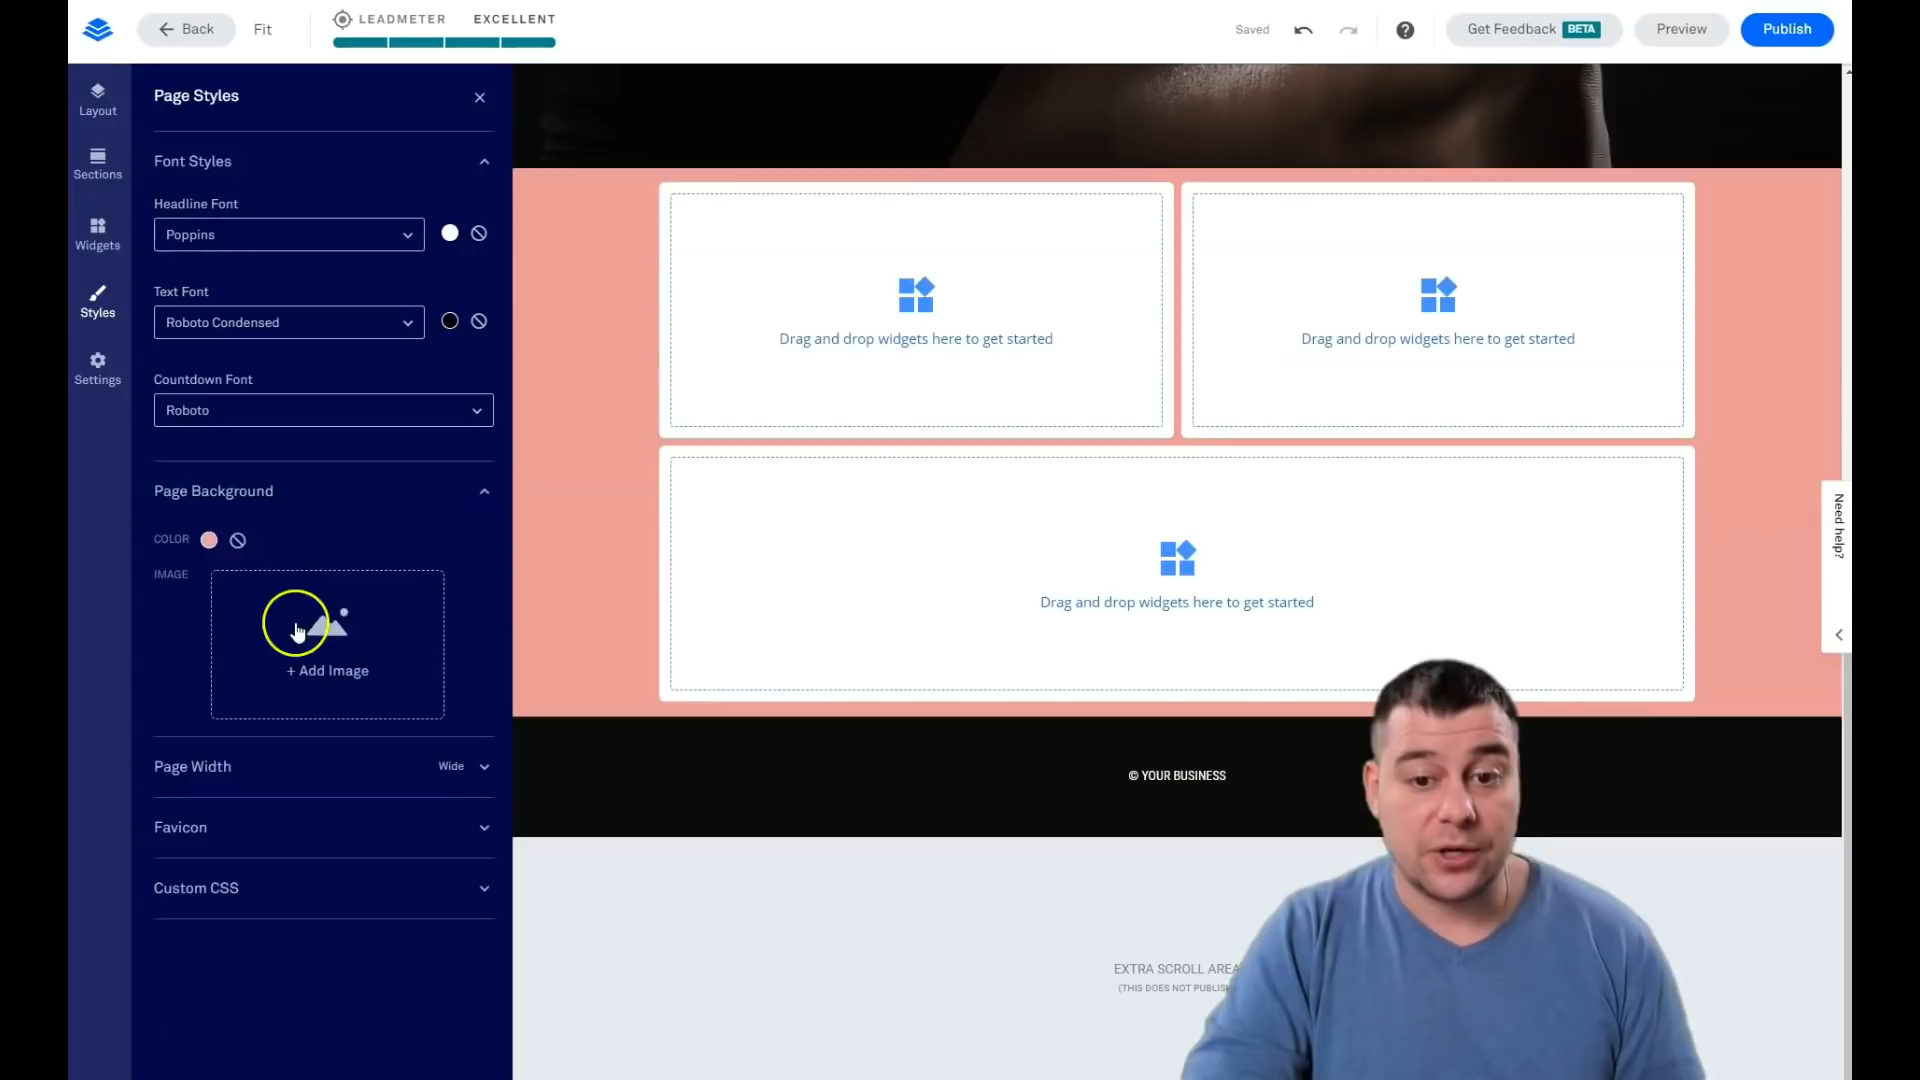 Back
Fit
LEADMETER
EXCELLENT
Saved
Get Feedback BETA
Preview
Publish
Layout
Sections
Widgets
Styles
Settings
Page Styles
Font Styles
Headline Font
Poppins
Text Font
Roboto Condensed
Countdown Font
Roboto
Page Background
COLOR
IMAGE
+ Add Image
Page Width
Wide
Favicon
Custom CSS
Drag and drop widgets here to get started
Drag and drop widgets here to get started
Drag and drop widgets here to get started
© YOUR BUSINESS
EXTRA SCROLL AREA
(THIS DOES NOT PUBLISH
Need help?